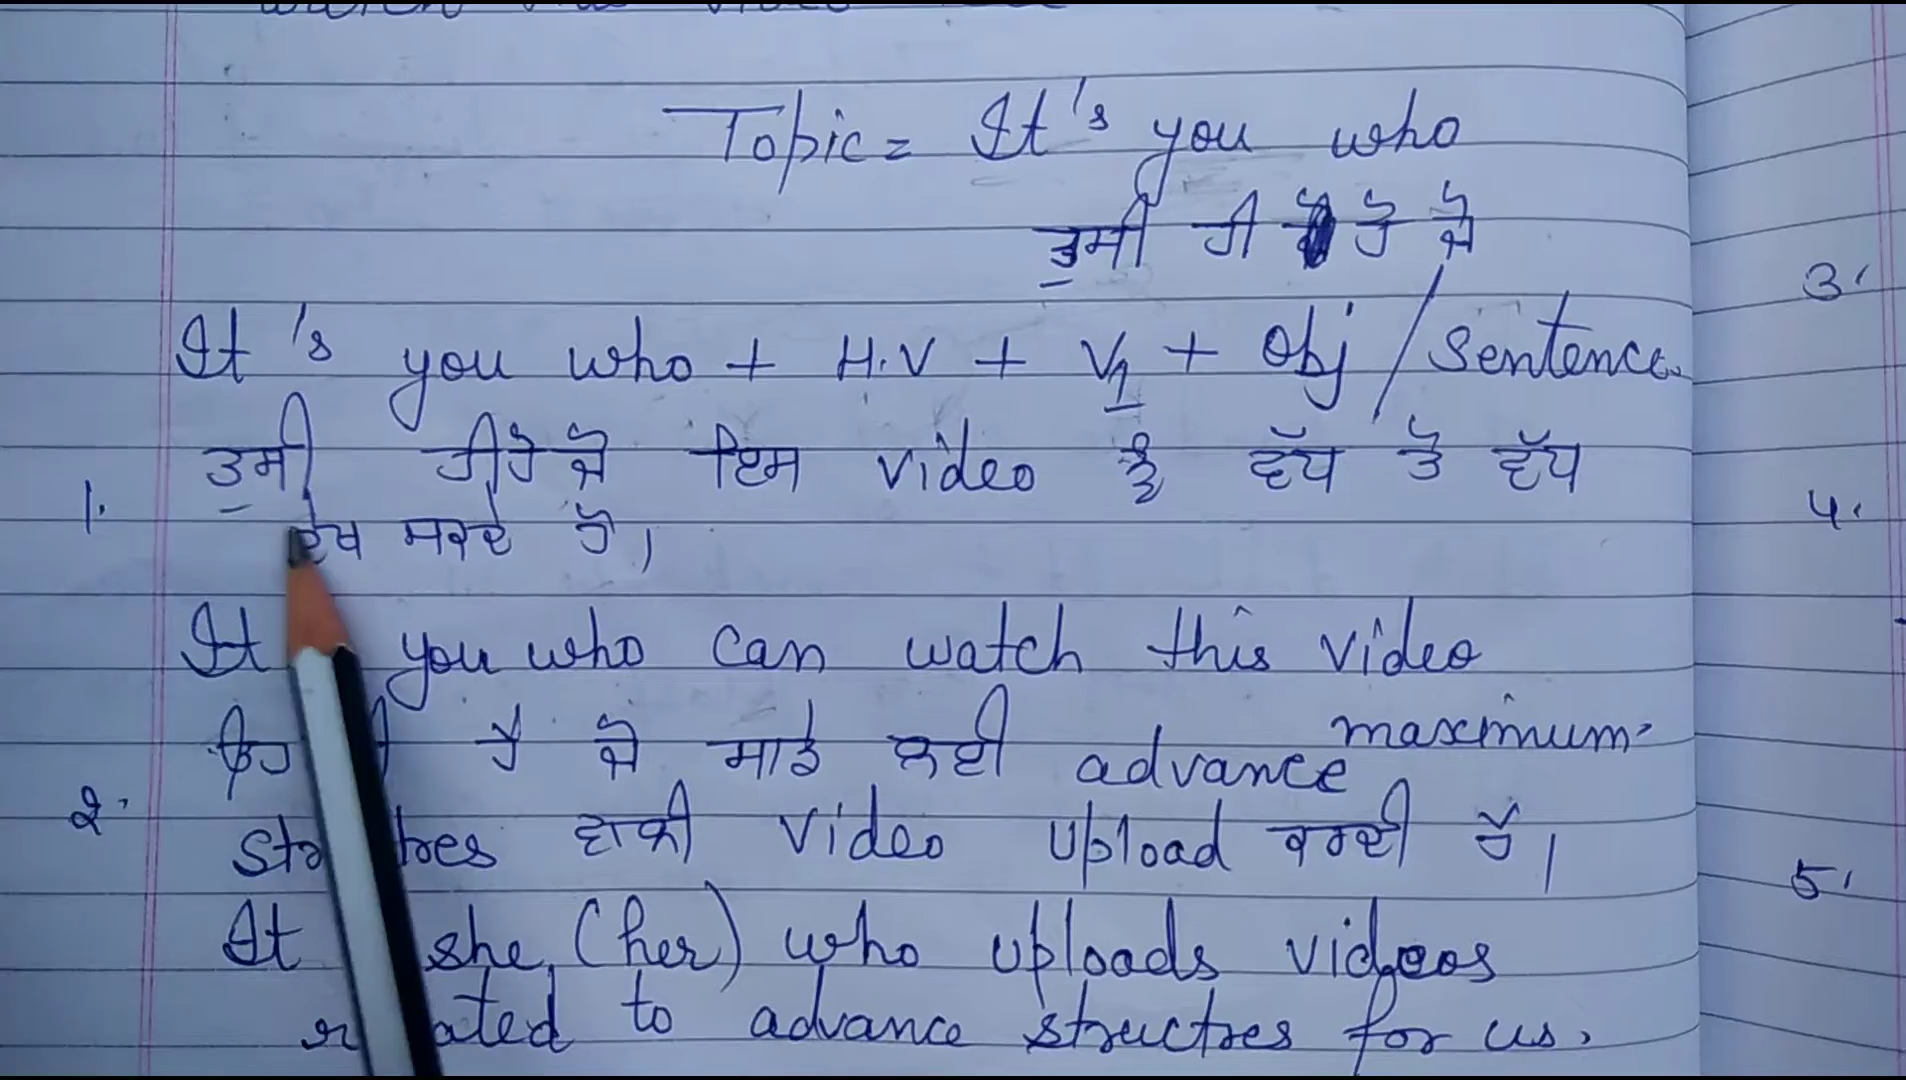 Topic = It's you who
ਤੁਸੀ ਹੀ ਹੋ ਜੋ
It's you who + H.V + V1 + Obj / Sentence.
1. ਤੁਸੀ ਹੀ ਹੋ ਜੋ ਇਸ video ਨੂੰ ਵੱਧ ਤੋ ਵੱਧ
ਦੇਖ ਸਕਦੇ ਹੋ।
It you who can watch this video
maximum.
ਹੈ ਜੋ ਸਾਡੇ ਲਈ advance
2. ਵਾਲੀ video upload ਕਰਦੀ ਹੈ।
It she (her) who uploads videos
to advance structres for us.
3.
4.
5.